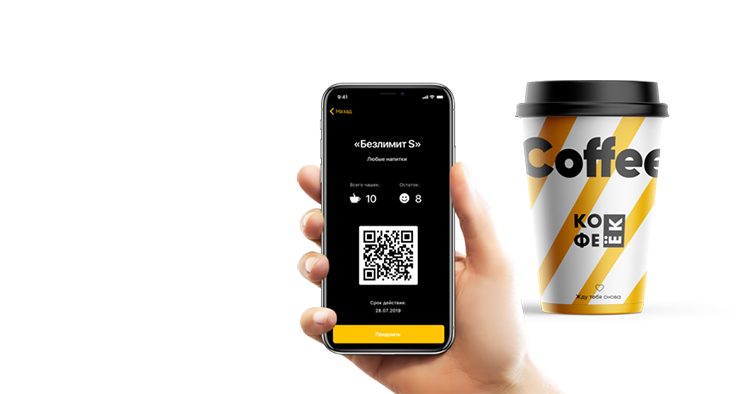 9:41
Назад
«Безлимит S»
Любые напитки
Всего чашек:
Остаток:
10
8
Срок действия:
28.07.2019
Продлить
Coffee
КО
ФЕ
ЁК
Жду тебя снова